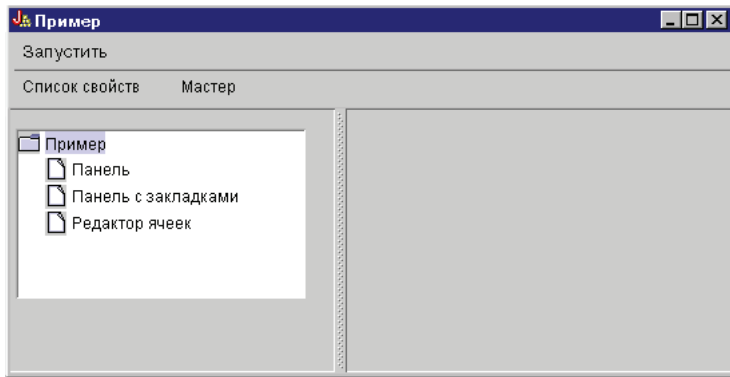 Пример
Запустить
Список свойств Мастер
Пример
Панель
Панель с закладками
Редактор ячеек